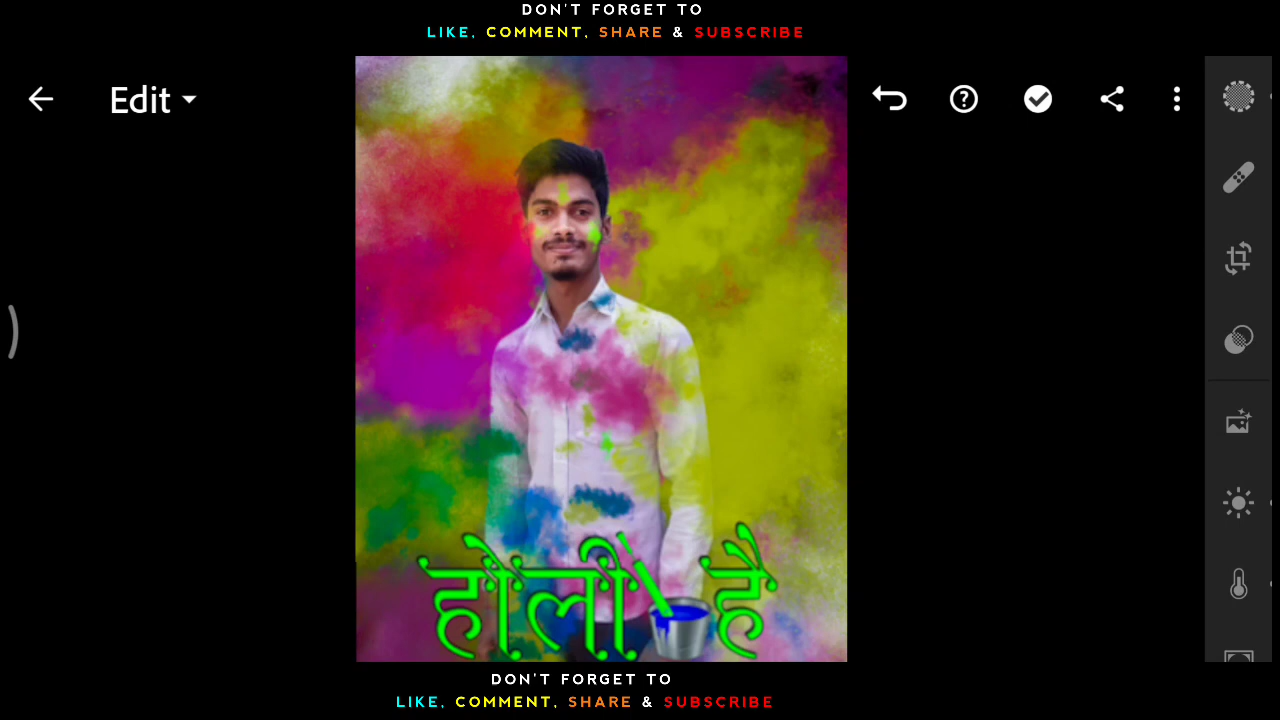 DON'T FORGET TO
LIKE, COMMENT, SHARE & SUBSCRIBE
Edit
होली है
DON'T FORGET TO
LIKE, COMMENT, SHARE & SUBSCRIBE